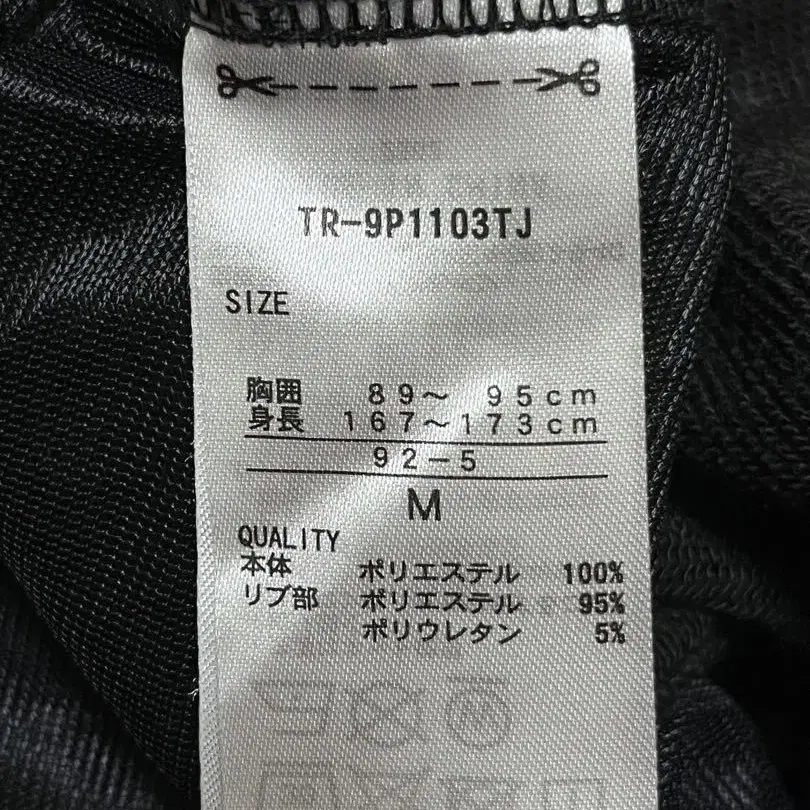 TR-9P1103TJ
SIZE
胸囲 89～ 95cm
身長 167～173cm
92-5
M
QUALITY
本体 ポリエステル 100%
リブ部 ポリエステル 95%
ポリウレタン 5%